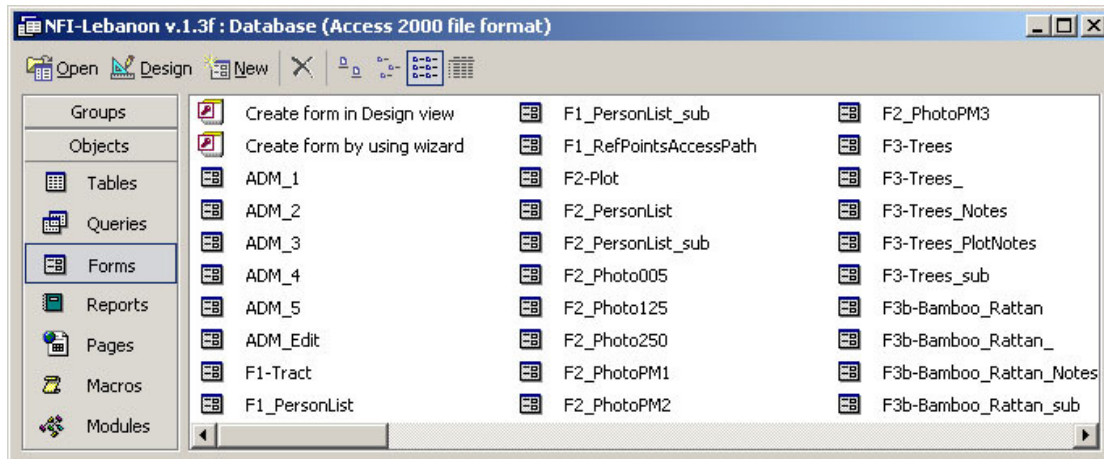 NFI-Lebanon v.1.3f : Database (Access 2000 file format)
Open Design New
Groups
Objects
Tables
Queries
Forms
Reports
Pages
Macros
Modules
Create form in Design view
Create form by using wizard
ADM_1
ADM_2
ADM_3
ADM_4
ADM_5
ADM_Edit
F1-Tract
F1_PersonList
F1_PersonList_sub
F1_RefPointsAccessPath
F2-Plot
F2_PersonList
F2_PersonList_sub
F2_Photo005
F2_Photo125
F2_Photo250
F2_PhotoPM1
F2_PhotoPM2
F2_PhotoPM3
F3-Trees
F3-Trees_
F3-Trees_Notes
F3-Trees_PlotNotes
F3-Trees_sub
F3b-Bamboo_Rattan
F3b-Bamboo_Rattan_
F3b-Bamboo_Rattan_Notes
F3b-Bamboo_Rattan_sub